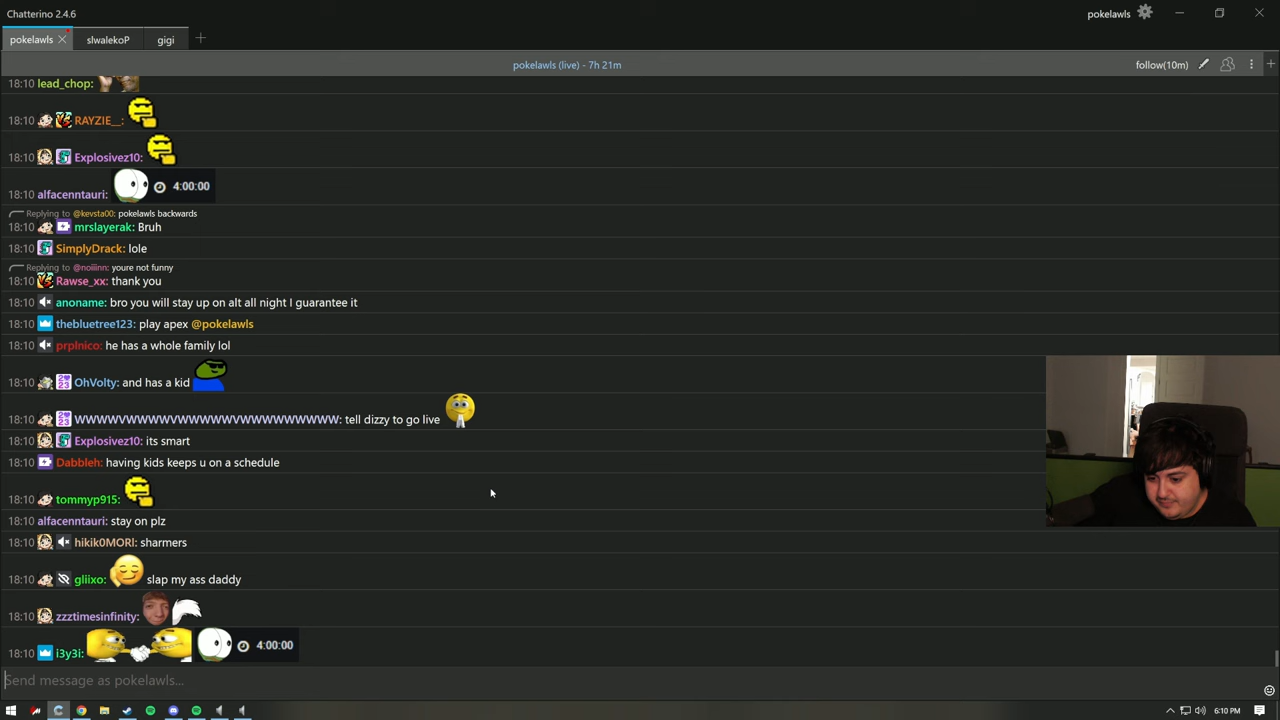 Chatterino 2.4.6
pokelawls
pokelawls
slwalekoP
gigi
pokelawls (live) - 7h 21m
follow(10m)
18:10 lead_chop:
18:10 RAYZIE__:
18:10 Explosivez10:
18:10 alfacenntauri: 4:00:00
Replying to @kevsta00: pokelawls backwards
18:10 mrslayerak: Bruh
18:10 SimplyDrack: lole
Replying to @noiiinn: youre not funny
18:10 Rawse_xx: thank you
18:10 anoname: bro you will stay up on alt all night I guarantee it
18:10 thebluetree123: play apex @pokelawls
18:10 prplnico: he has a whole family lol
18:10 OhVolty: and has a kid
18:10 WWWWVWWWWVWWWWWVWWWWWWWWWW: tell dizzy to go live
18:10 Explosivez10: its smart
18:10 Dabbleh: having kids keeps u on a schedule
18:10 tommyp915:
18:10 alfacenntauri: stay on plz
18:10 hikik0MORI: sharmers
18:10 gliixo: slap my ass daddy
18:10 zzztimesinfinity:
18:10 i3y3i: 4:00:00
Send message as pokelawls...
6:10 PM